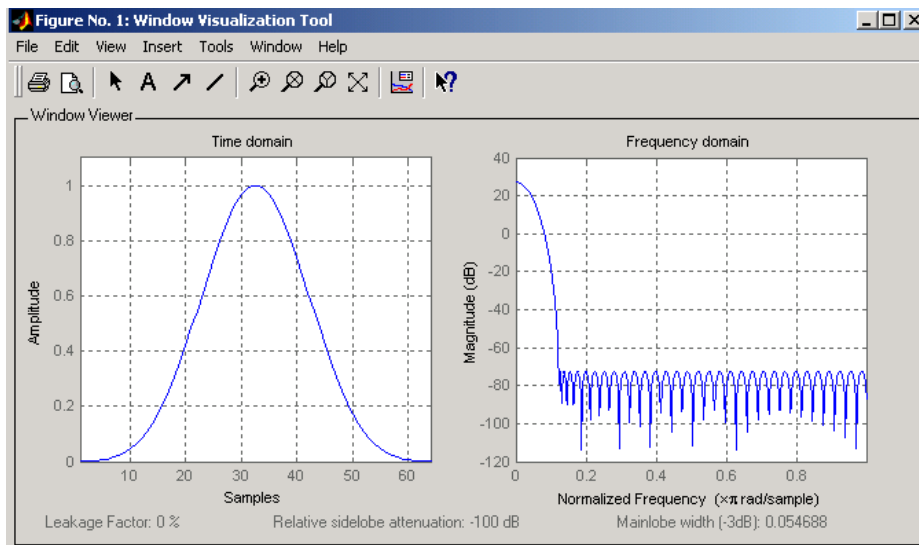 Figure No. 1: Window Visualization Tool
File Edit View Insert Tools Window Help
A
Window Viewer
Time domain
Amplitude
1
0.8
0.6
0.4
0.2
0
10 20 30 40 50 60
Samples
Frequency domain
Magnitude (dB)
40
20
0
-20
-40
-60
-80
-100
-120
0 0.2 0.4 0.6 0.8
Normalized Frequency (×π rad/sample)
Leakage Factor: 0 % Relative sidelobe attenuation: -100 dB Mainlobe width (-3dB): 0.054688